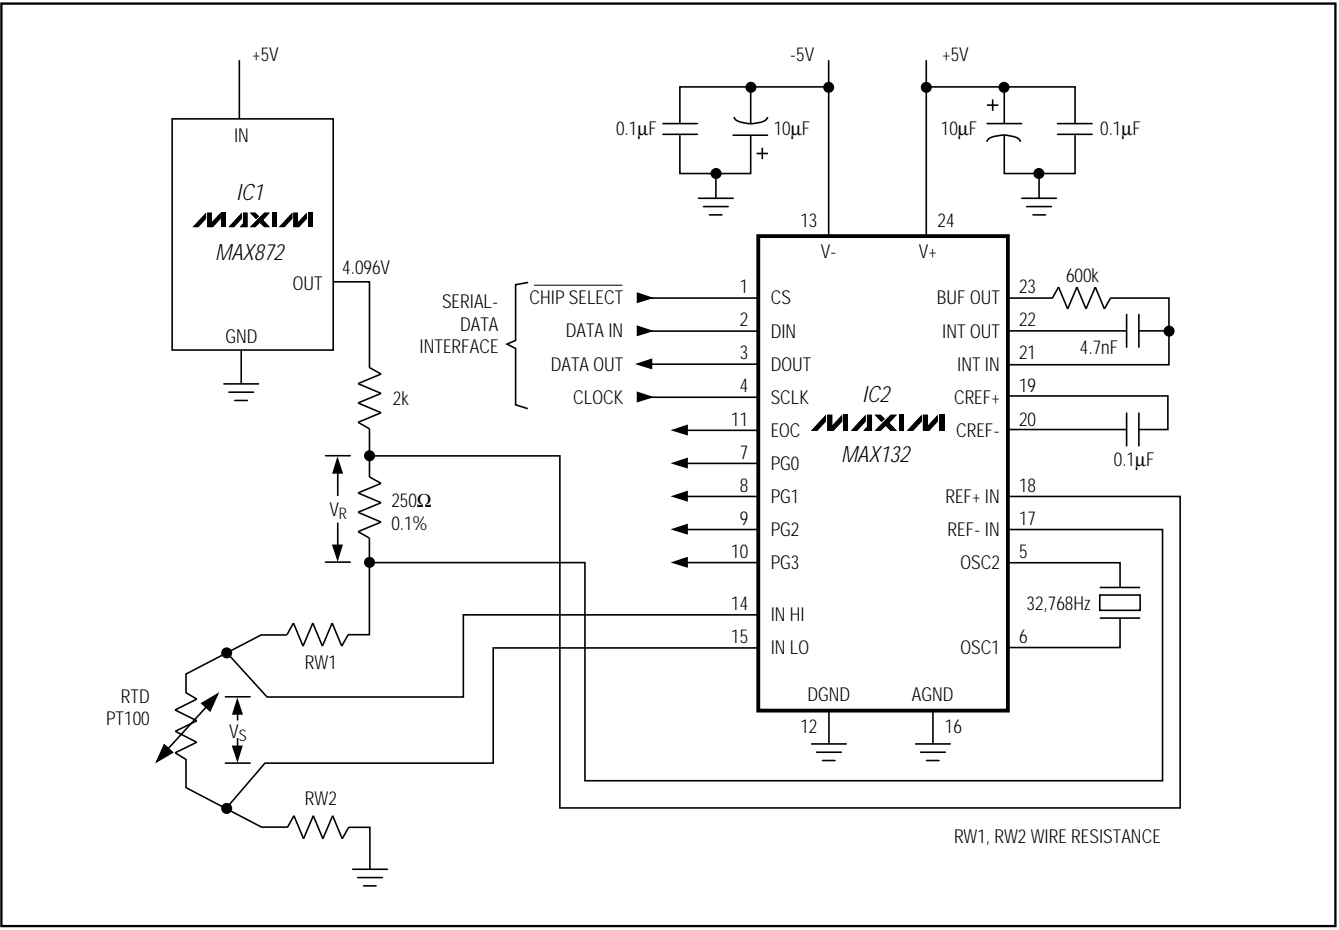 +5V
IN
IC1
MAXIM
MAX872
OUT
4.096V
GND
2k
VR
250Ω
0.1%
RW1
RTD
PT100
VS
RW2
-5V
+5V
0.1µF
10µF
+
+
10µF
0.1µF
13
24
V-
V+
SERIAL-
DATA
INTERFACE
CHIP SELECT
DATA IN
DATA OUT
CLOCK
1
CS
2
DIN
3
DOUT
4
SCLK
11
EOC
7
PG0
8
PG1
9
PG2
10
PG3
14
IN HI
15
IN LO
IC2
MAXIM
MAX132
BUF OUT
23
600k
INT OUT
22
4.7nF
INT IN
21
CREF+
19
CREF-
20
0.1µF
REF+ IN
18
REF- IN
17
OSC2
5
32,768Hz
OSC1
6
DGND
AGND
12
16
RW1, RW2 WIRE RESISTANCE